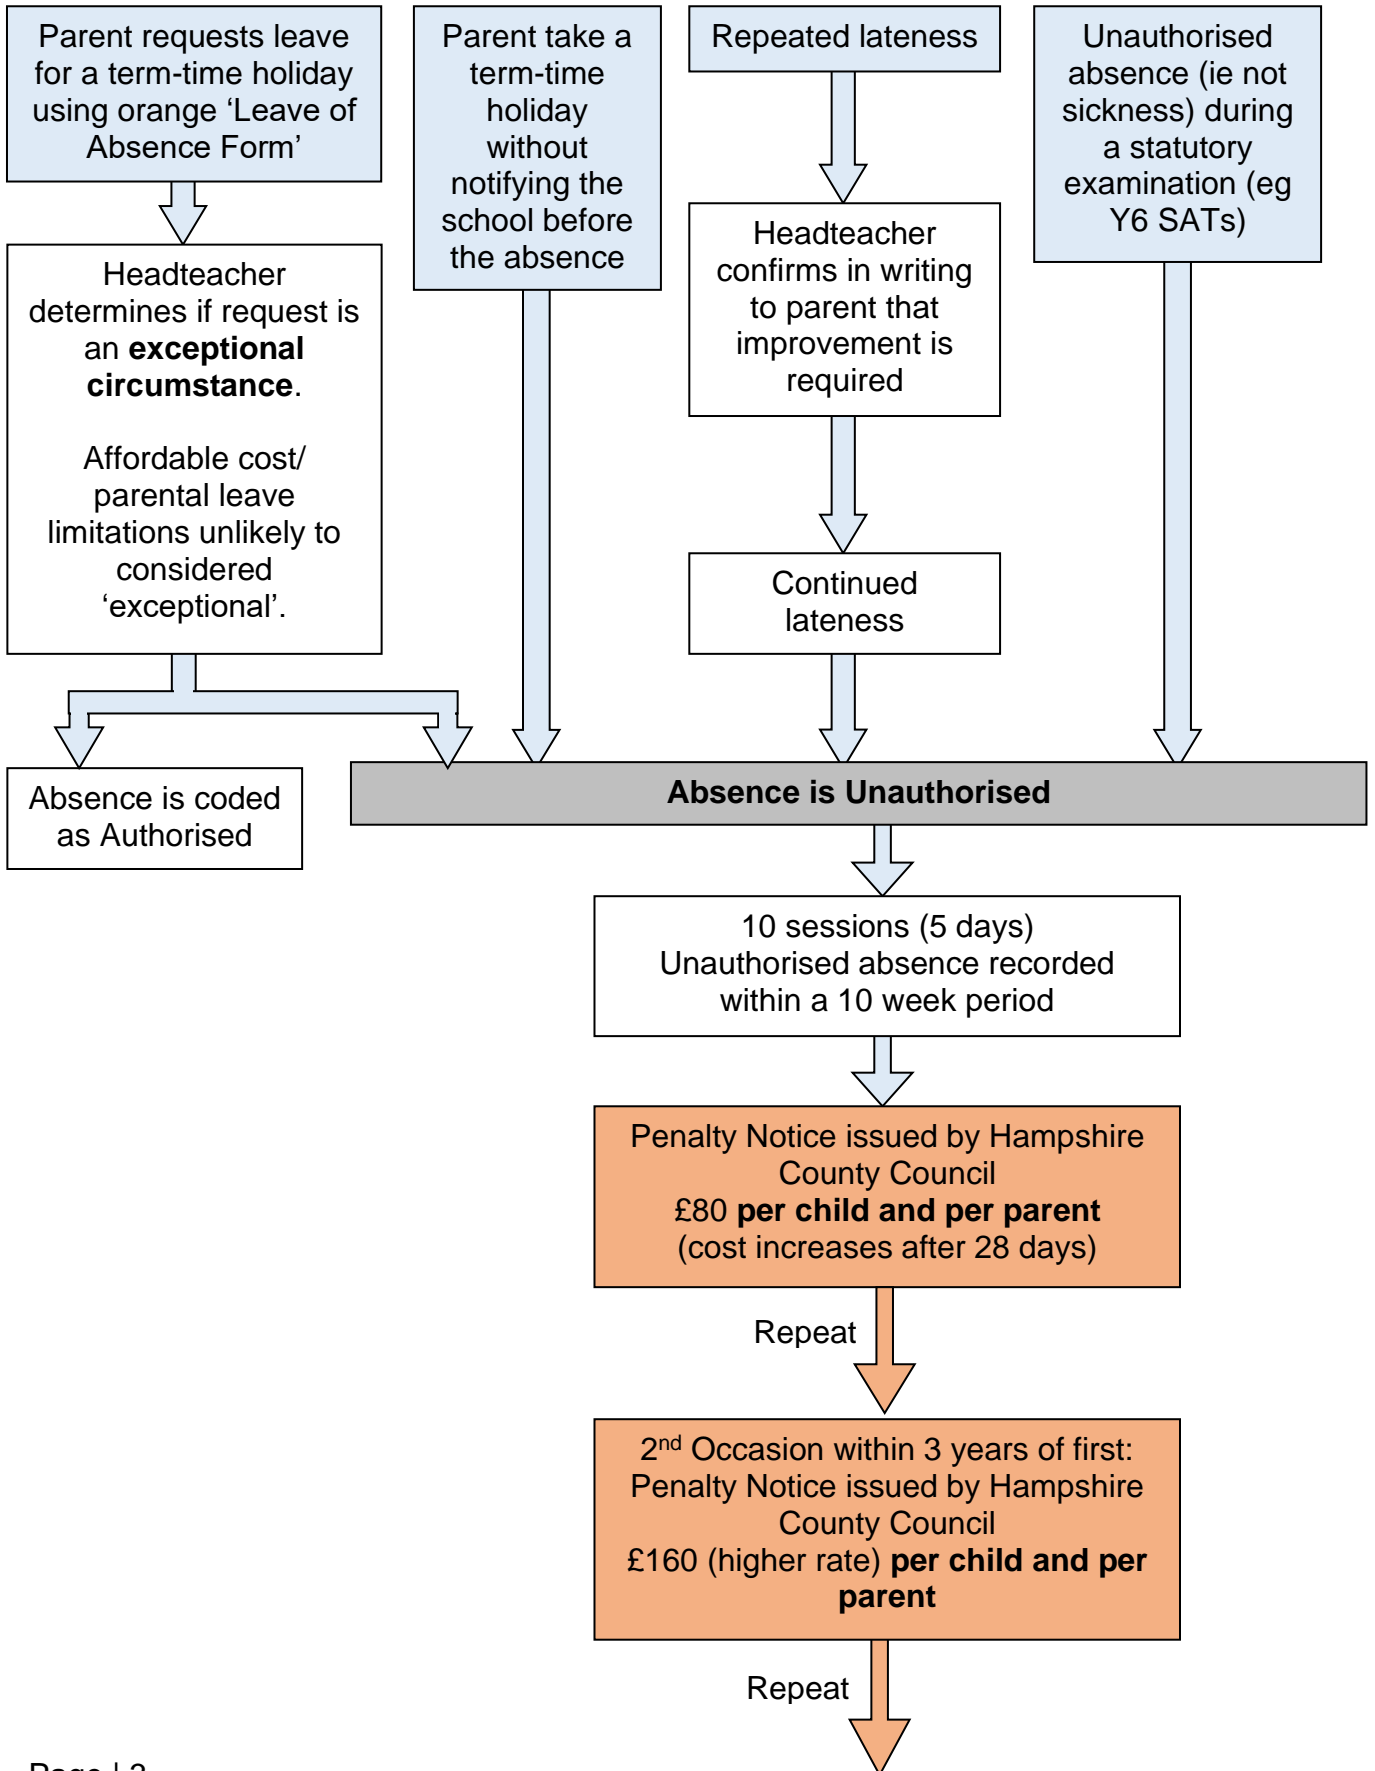 Parent requests leave
for a term-time holiday
using orange ‘Leave of
Absence Form’
Parent take a
term-time
holiday
without
notifying the
school before
the absence
Repeated lateness
Unauthorised
absence (ie not
sickness) during
a statutory
examination (eg
Y6 SATs)
Headteacher
determines if request is
an exceptional
circumstance.
Affordable cost/
parental leave
limitations unlikely to
considered
‘exceptional’.
Headteacher
confirms in writing
to parent that
improvement is
required
Continued
lateness
Absence is coded
as Authorised
Absence is Unauthorised
10 sessions (5 days)
Unauthorised absence recorded
within a 10 week period
Penalty Notice issued by Hampshire
County Council
£80 per child and per parent
(cost increases after 28 days)
Repeat
2nd Occasion within 3 years of first:
Penalty Notice issued by Hampshire
County Council
£160 (higher rate) per child and per
parent
Repeat
Page |